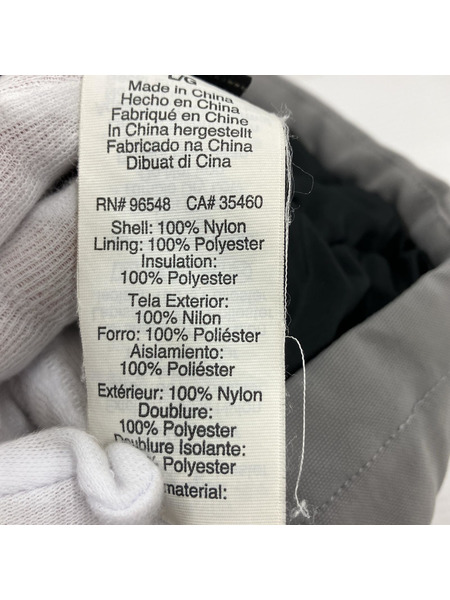 L/G
Made in China
Hecho en China
Fabriqué en Chine
In China hergestellt
Fabricado na China
Dibuat di Cina
RN# 96548 CA# 35460
Shell: 100% Nylon
Lining: 100% Polyester
Insulation:
100% Polyester
Tela Exterior:
100% Nilon
Forro: 100% Poliéster
Aislamiento:
100% Poliéster
Extérieur: 100% Nylon
Doublure:
100% Polyester
Doublure Isolante:
% Polyester
material: